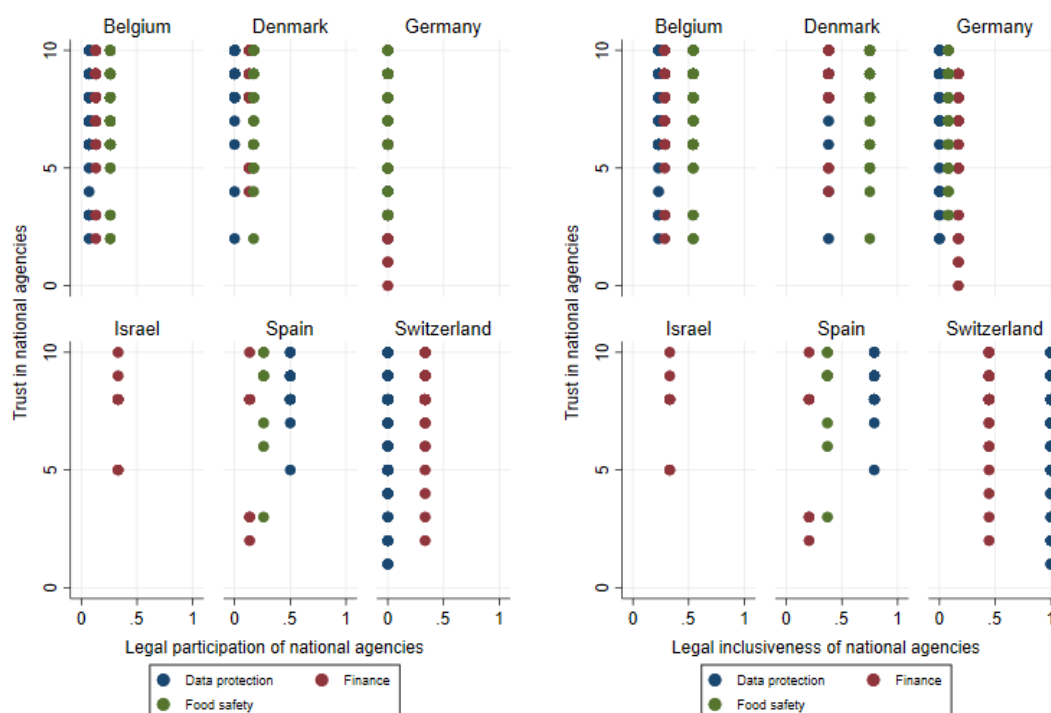 Belgium Denmark Germany
Trust in national agencies
10
5
0
Israel Spain Switzerland
10
5
0
0 .5 1 0 .5 1 0 .5 1
Legal participation of national agencies
Data protection Finance
Food safety
Belgium Denmark Germany
Trust in national agencies
10
5
0
Israel Spain Switzerland
10
5
0
0 .5 1 0 .5 1 0 .5 1
Legal inclusiveness of national agencies
Data protection Finance
Food safety